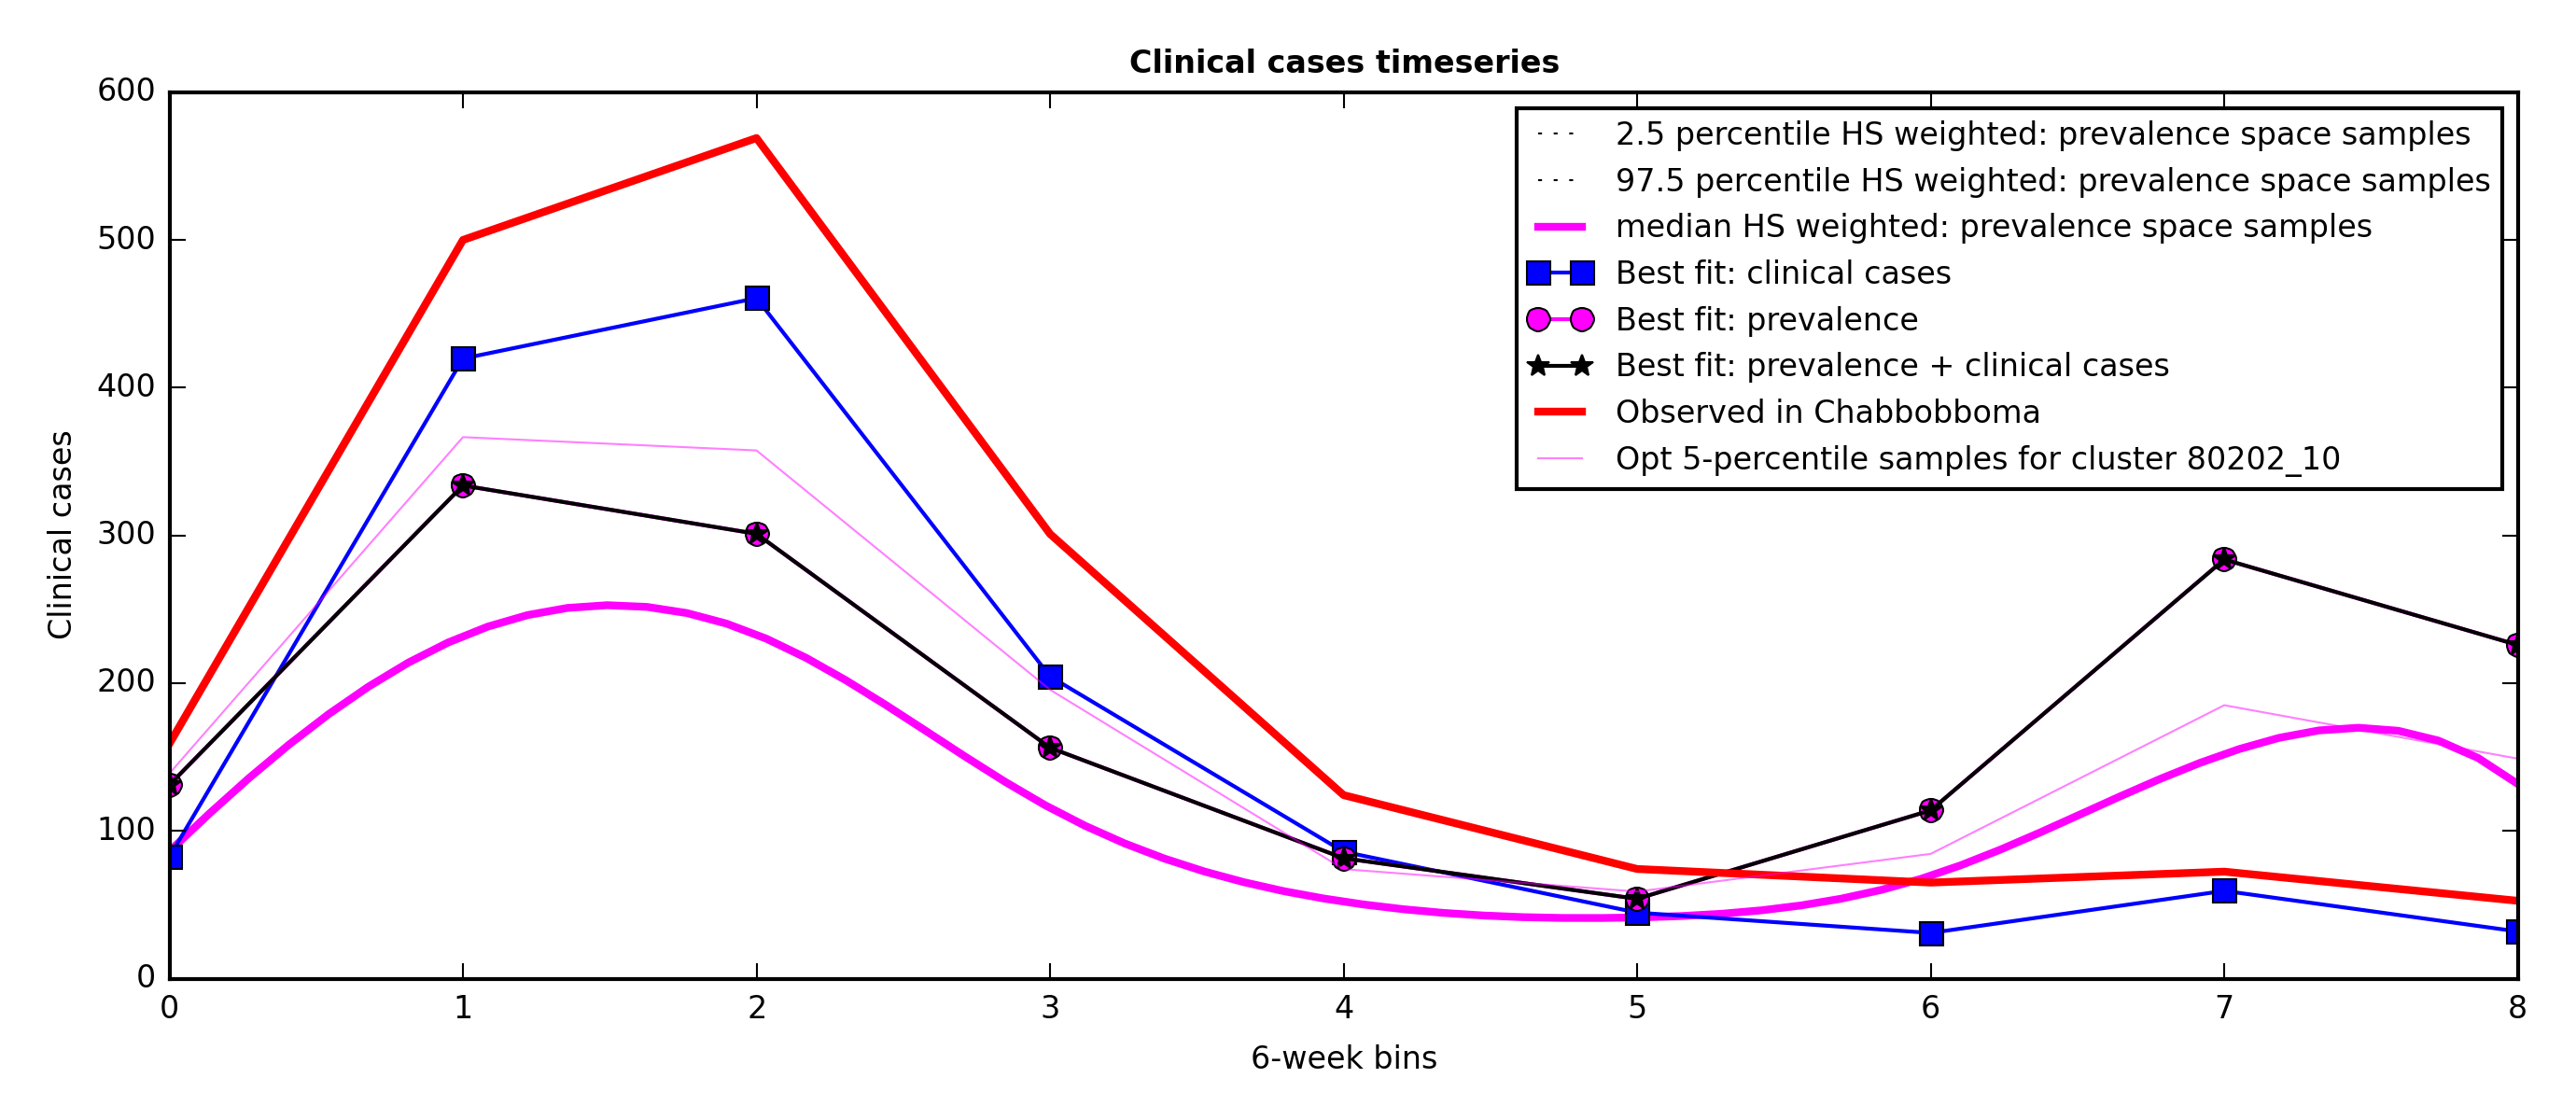 Clinical cases timeseries
600
500
400
300
200
100
0
Clinical cases
2.5 percentile HS weighted: prevalence space samples
97.5 percentile HS weighted: prevalence space samples
median HS weighted: prevalence space samples
Best fit: clinical cases
Best fit: prevalence
Best fit: prevalence + clinical cases
Observed in Chabbobboma
Opt 5-percentile samples for cluster 80202_10
0 1 2 3 4 5 6 7 8
6-week bins